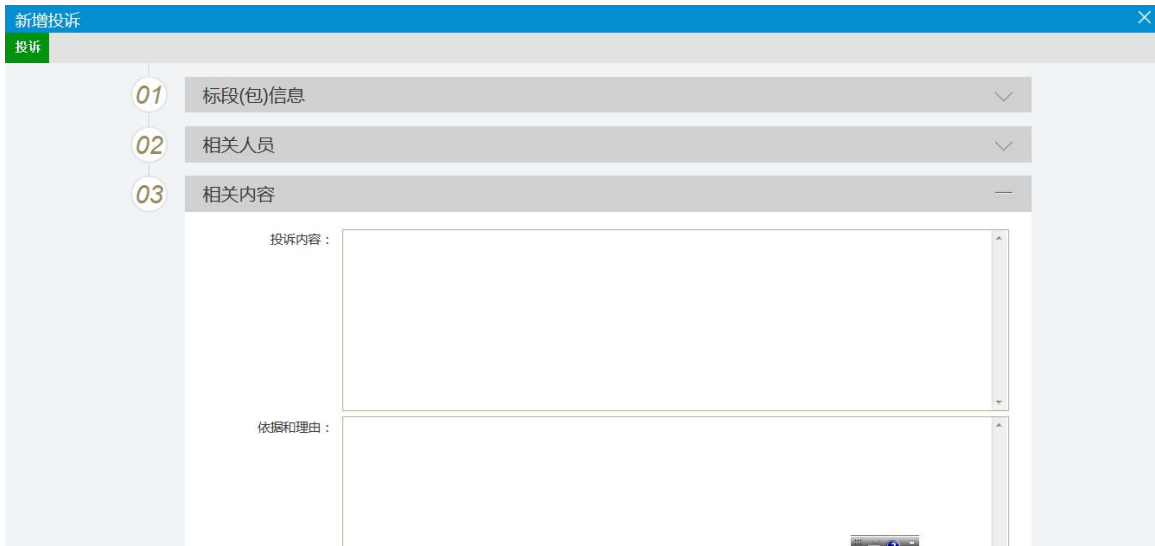 新增投诉
投诉
01 标段(包)信息
02 相关人员
03 相关内容
投诉内容：
依据和理由：